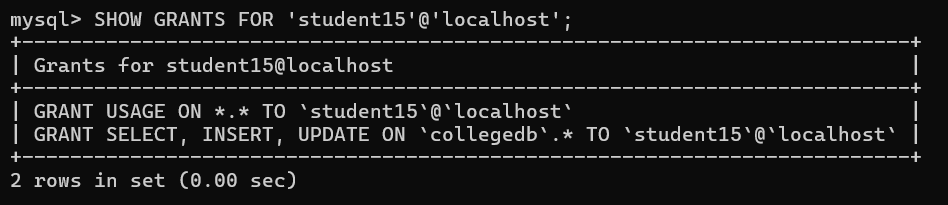 mysql> SHOW GRANTS FOR 'student15'@'localhost';
+--------------------------------------------------------------------------+
| Grants for student15@localhost                                           |
+--------------------------------------------------------------------------+
| GRANT USAGE ON *.* TO `student15`@`localhost`                            |
| GRANT SELECT, INSERT, UPDATE ON `collegedb`.* TO `student15`@`localhost` |
+--------------------------------------------------------------------------+
2 rows in set (0.00 sec)